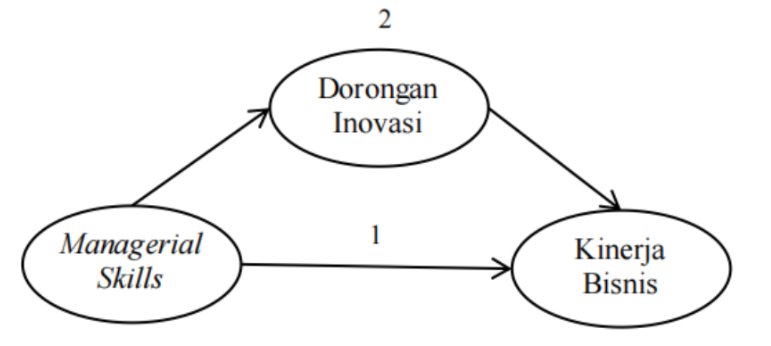 2
Dorongan
Inovasi
1
Managerial
Skills
Kinerja
Bisnis